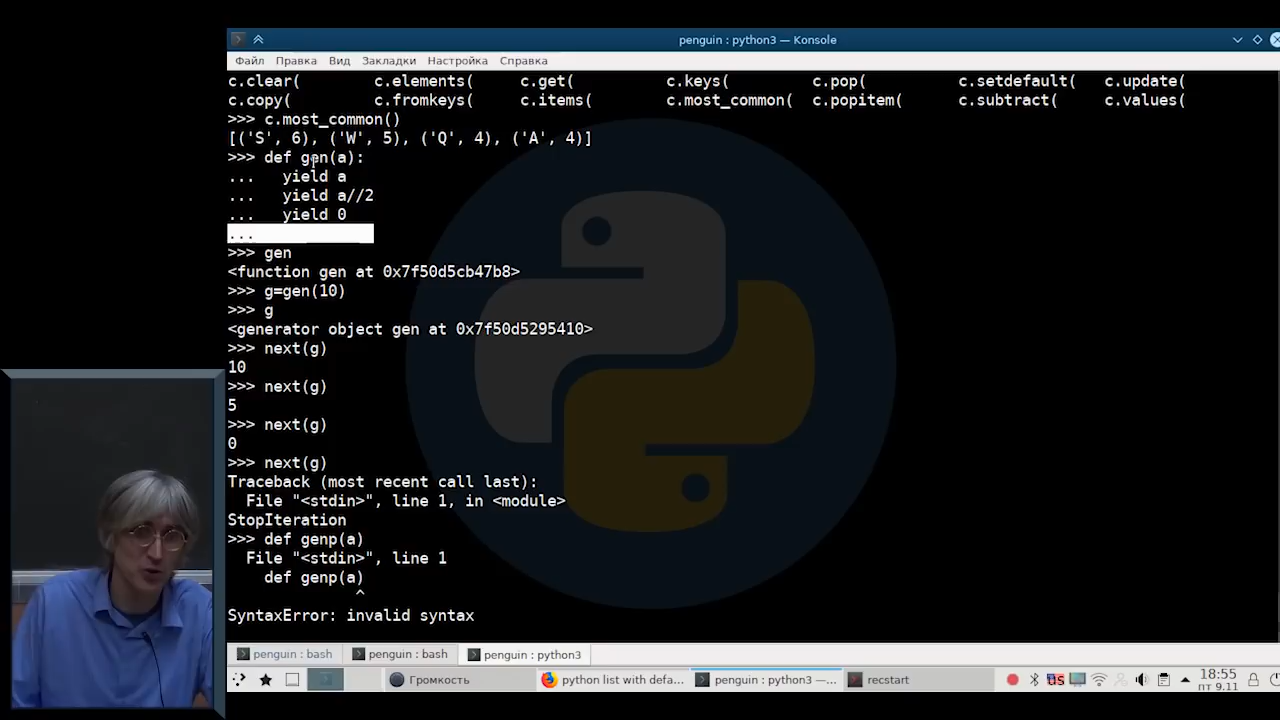 penguin : python3 — Konsole
Файл Правка Вид Закладки Настройка Справка
c.clear( c.elements( c.get( c.keys( c.pop( c.setdefault( c.update(
c.copy( c.fromkeys( c.items( c.most_common( c.popitem( c.subtract( c.values(
>>> c.most_common()
[('S', 6), ('W', 5), ('Q', 4), ('A', 4)]
>>> def gen(a):
...   yield a
...   yield a//2
...   yield 0
...
>>> gen
<function gen at 0x7f50d5cb47b8>
>>> g=gen(10)
>>> g
<generator object gen at 0x7f50d5295410>
>>> next(g)
10
>>> next(g)
5
>>> next(g)
0
>>> next(g)
Traceback (most recent call last):
  File "<stdin>", line 1, in <module>
StopIteration
>>> def genp(a)
  File "<stdin>", line 1
    def genp(a)
              ^
SyntaxError: invalid syntax
penguin : bash penguin : bash penguin : python3
Громкость python list with defa... penguin : python3 —... recstart US 18:55
пт 9.11